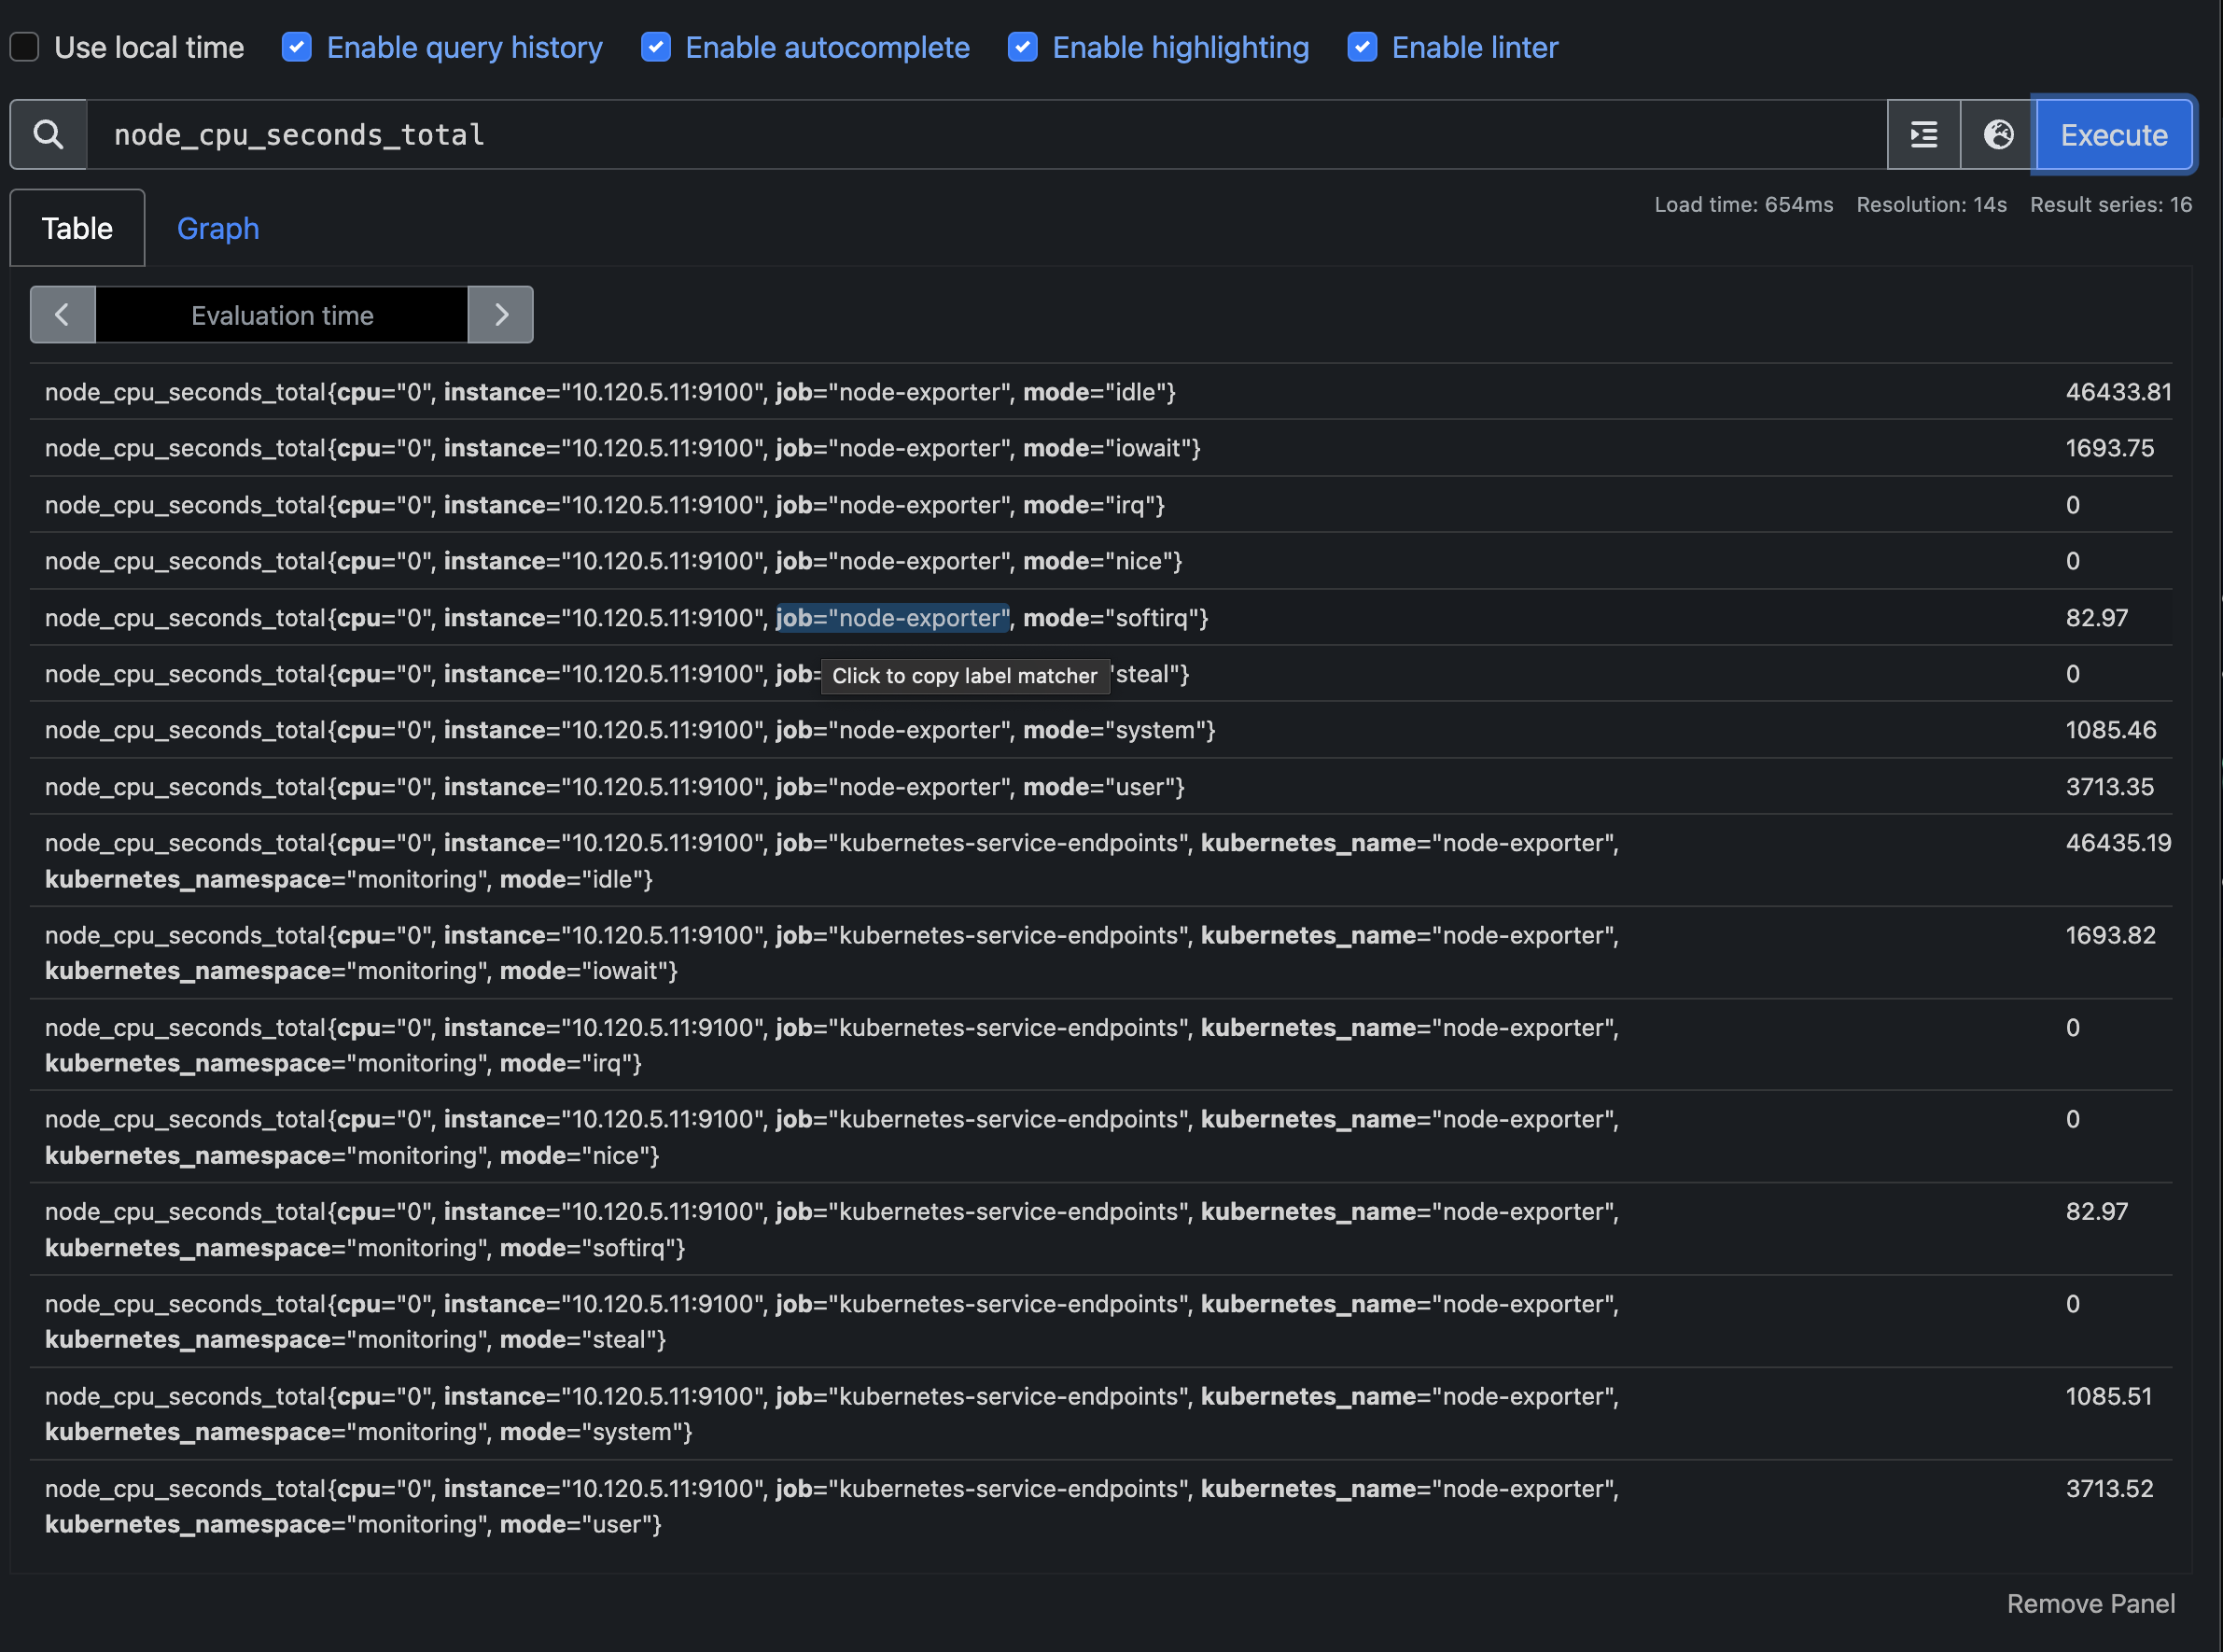 Use local time Enable query history Enable autocomplete Enable highlighting Enable linter
node_cpu_seconds_total Execute
Table Graph Load time: 654ms Resolution: 14s Result series: 16
Evaluation time
node_cpu_seconds_total{cpu="0", instance="10.120.5.11:9100", job="node-exporter", mode="idle"} 46433.81
node_cpu_seconds_total{cpu="0", instance="10.120.5.11:9100", job="node-exporter", mode="iowait"} 1693.75
node_cpu_seconds_total{cpu="0", instance="10.120.5.11:9100", job="node-exporter", mode="irq"} 0
node_cpu_seconds_total{cpu="0", instance="10.120.5.11:9100", job="node-exporter", mode="nice"} 0
node_cpu_seconds_total{cpu="0", instance="10.120.5.11:9100", job="node-exporter", mode="softirq"} 82.97
node_cpu_seconds_total{cpu="0", instance="10.120.5.11:9100", job= Click to copy label matcher "steal"} 0
node_cpu_seconds_total{cpu="0", instance="10.120.5.11:9100", job="node-exporter", mode="system"} 1085.46
node_cpu_seconds_total{cpu="0", instance="10.120.5.11:9100", job="node-exporter", mode="user"} 3713.35
node_cpu_seconds_total{cpu="0", instance="10.120.5.11:9100", job="kubernetes-service-endpoints", kubernetes_name="node-exporter", 46435.19
kubernetes_namespace="monitoring", mode="idle"}
node_cpu_seconds_total{cpu="0", instance="10.120.5.11:9100", job="kubernetes-service-endpoints", kubernetes_name="node-exporter", 1693.82
kubernetes_namespace="monitoring", mode="iowait"}
node_cpu_seconds_total{cpu="0", instance="10.120.5.11:9100", job="kubernetes-service-endpoints", kubernetes_name="node-exporter", 0
kubernetes_namespace="monitoring", mode="irq"}
node_cpu_seconds_total{cpu="0", instance="10.120.5.11:9100", job="kubernetes-service-endpoints", kubernetes_name="node-exporter", 0
kubernetes_namespace="monitoring", mode="nice"}
node_cpu_seconds_total{cpu="0", instance="10.120.5.11:9100", job="kubernetes-service-endpoints", kubernetes_name="node-exporter", 82.97
kubernetes_namespace="monitoring", mode="softirq"}
node_cpu_seconds_total{cpu="0", instance="10.120.5.11:9100", job="kubernetes-service-endpoints", kubernetes_name="node-exporter", 0
kubernetes_namespace="monitoring", mode="steal"}
node_cpu_seconds_total{cpu="0", instance="10.120.5.11:9100", job="kubernetes-service-endpoints", kubernetes_name="node-exporter", 1085.51
kubernetes_namespace="monitoring", mode="system"}
node_cpu_seconds_total{cpu="0", instance="10.120.5.11:9100", job="kubernetes-service-endpoints", kubernetes_name="node-exporter", 3713.52
kubernetes_namespace="monitoring", mode="user"}
Remove Panel